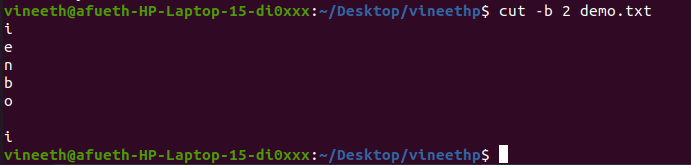 vineeth@afueth-HP-Laptop-15-di0xxx:~/Desktop/vineethp$ cut -b 2 demo.txt
i
e
n
b
o

i
vineeth@afueth-HP-Laptop-15-di0xxx:~/Desktop/vineethp$